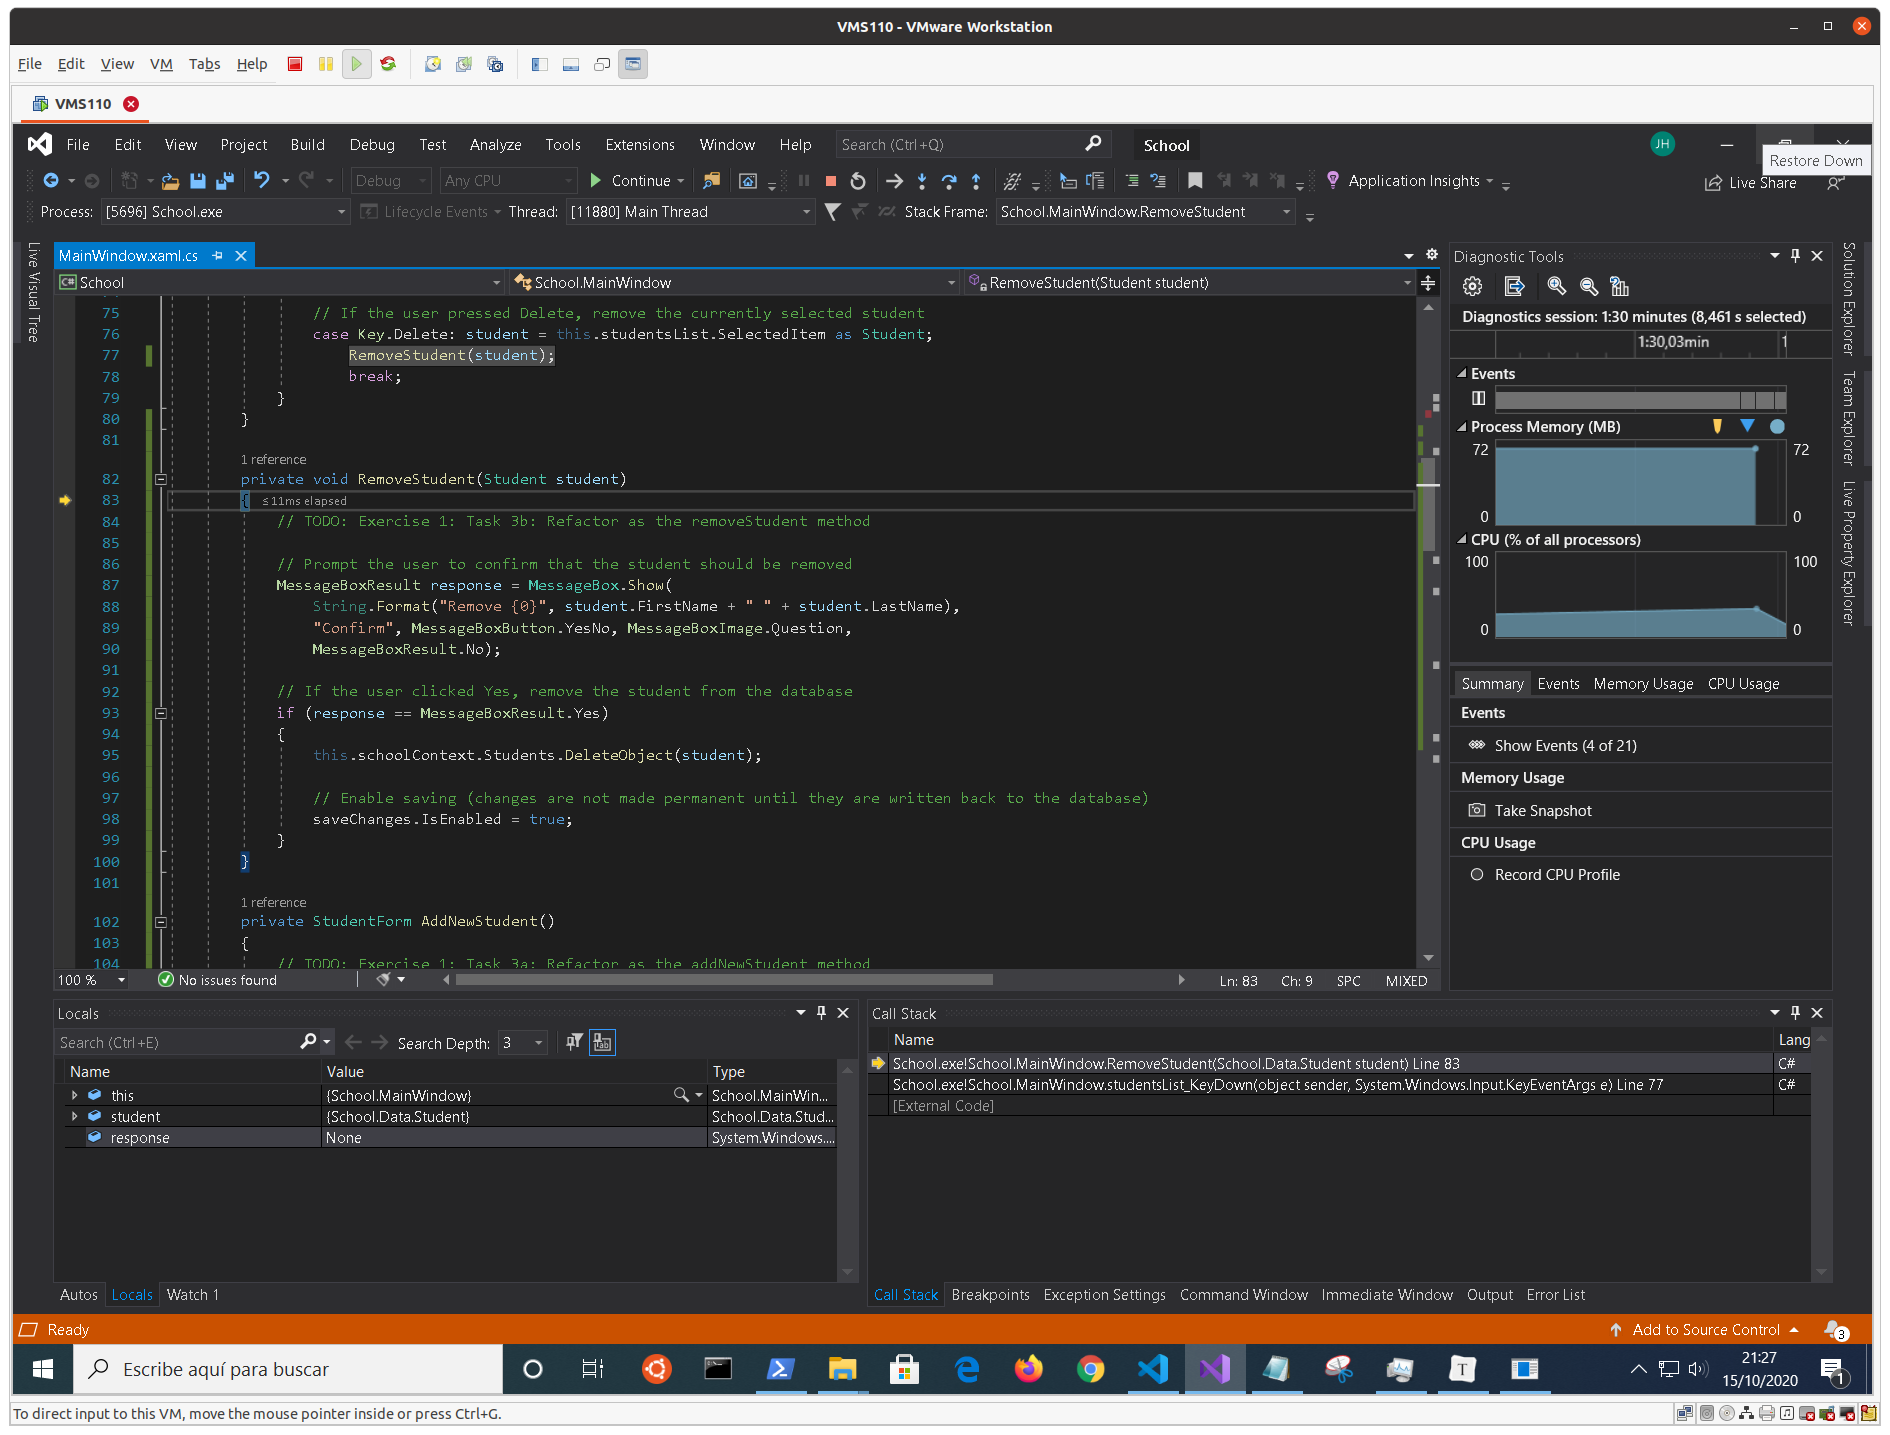 VMS110 - VMware Workstation
File Edit View VM Tabs Help
VMS110
File Edit View Project Build Debug Test Analyze Tools Extensions Window Help Search (Ctrl+Q) School JH
Restore Down
Debug Any CPU Continue Application Insights Live Share
Process: [5696] School.exe Lifecycle Events Thread: [11880] Main Thread Stack Frame: School.MainWindow.RemoveStudent
Live Visual Tree
MainWindow.xaml.cs
C# School School.MainWindow RemoveStudent(Student student)
75 // If the user pressed Delete, remove the currently selected student
76 case Key.Delete: student = this.studentsList.SelectedItem as Student;
77 RemoveStudent(student);
78 break;
79 }
80 }
81
1 reference
82 private void RemoveStudent(Student student)
83 { ≤11ms elapsed
84 // TODO: Exercise 1: Task 3b: Refactor as the removeStudent method
85
86 // Prompt the user to confirm that the student should be removed
87 MessageBoxResult response = MessageBox.Show(
88 String.Format("Remove {0}", student.FirstName + " " + student.LastName),
89 "Confirm", MessageBoxButton.YesNo, MessageBoxImage.Question,
90 MessageBoxResult.No);
91
92 // If the user clicked Yes, remove the student from the database
93 if (response == MessageBoxResult.Yes)
94 {
95 this.schoolContext.Students.DeleteObject(student);
96
97 // Enable saving (changes are not made permanent until they are written back to the database)
98 saveChanges.IsEnabled = true;
99 }
100 }
101
1 reference
102 private StudentForm AddNewStudent()
103 {
104 // TODO: Exercise 1: Task 3a: Refactor as the addNewStudent method
100 % No issues found Ln: 83 Ch: 9 SPC MIXED
Diagnostic Tools
Diagnostics session: 1:30 minutes (8,461 s selected)
1:30,03min 1
Events
Process Memory (MB)
72 72
0 0
CPU (% of all processors)
100 100
0 0
Summary Events Memory Usage CPU Usage
Events
Show Events (4 of 21)
Memory Usage
Take Snapshot
CPU Usage
Record CPU Profile
Solution Explorer
Team Explorer
Live Property Explorer
Locals
Search (Ctrl+E) Search Depth: 3
Name Value Type
this {School.MainWindow} School.MainWin...
student {School.Data.Student} School.Data.Stud...
response None System.Windows....
Autos Locals Watch 1
Call Stack
Name Lang
School.exe!School.MainWindow.RemoveStudent(School.Data.Student student) Line 83 C#
School.exe!School.MainWindow.studentsList_KeyDown(object sender, System.Windows.Input.KeyEventArgs e) Line 77 C#
[External Code]
Call Stack Breakpoints Exception Settings Command Window Immediate Window Output Error List
Ready Add to Source Control 3
Escribe aquí para buscar
21:27
15/10/2020
1
To direct input to this VM, move the mouse pointer inside or press Ctrl+G.